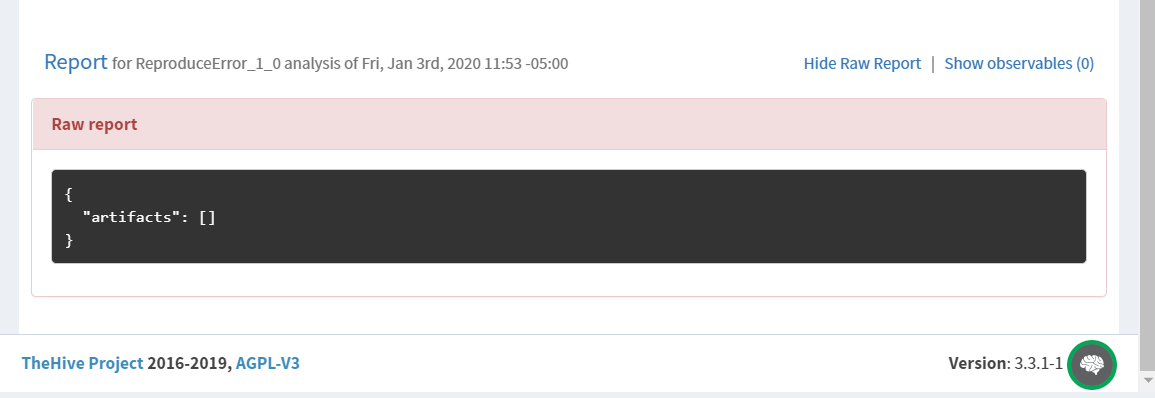 Report for ReproduceError_1_0 analysis of Fri, Jan 3rd, 2020 11:53 -05:00 Hide Raw Report | Show observables (0)
Raw report
{
  "artifacts": []
}
TheHive Project 2016-2019, AGPL-V3 Version: 3.3.1-1